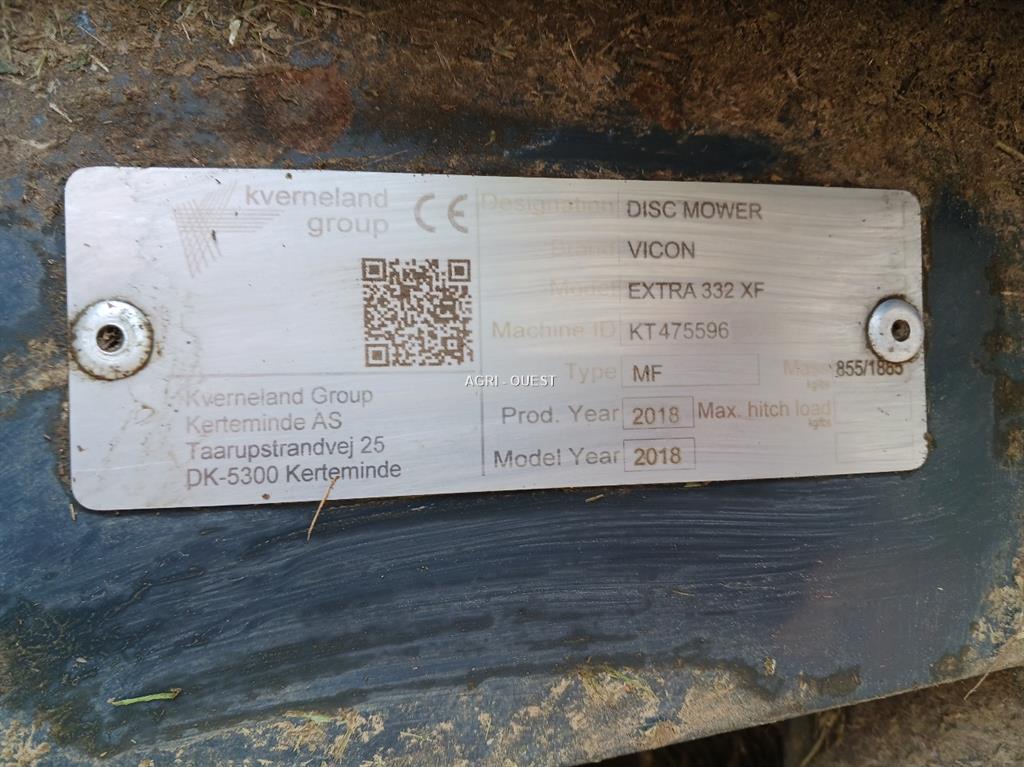 kverneland
group
CE
Kverneland Group
Kerteminde AS
Taarupstrandvej 25
DK-5300 Kerteminde
Designation DISC MOWER
Brand VICON
Model EXTRA 332 XF
Machine ID KT475596
Type MF Mass kg/lbs 855/1885
Prod. Year 2018 Max. hitch load kg/lbs
Model Year 2018
AGRI - OUEST